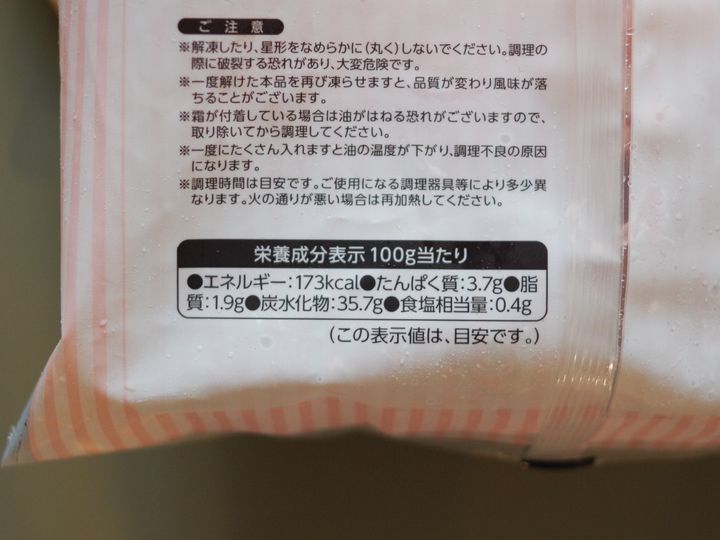 ご注意
※解凍したり、星形をなめらかに(丸く)しないでください。調理の
際に破裂する恐れがあり、大変危険です。
※一度解けた本品を再び凍らせますと、品質が変わり風味が落
ちることがございます。
※霜が付着している場合は油がはねる恐れがございますので、
取り除いてから調理してください。
※一度にたくさん入れますと油の温度が下がり、調理不良の原因
になります。
※調理時間は目安です。ご使用になる調理器具等により多少異
なります。火の通りが悪い場合は再加熱してください。
栄養成分表示 100g当たり
●エネルギー:173kcal●たんぱく質:3.7g●脂
質:1.9g●炭水化物:35.7g●食塩相当量:0.4g
(この表示値は、目安です。)